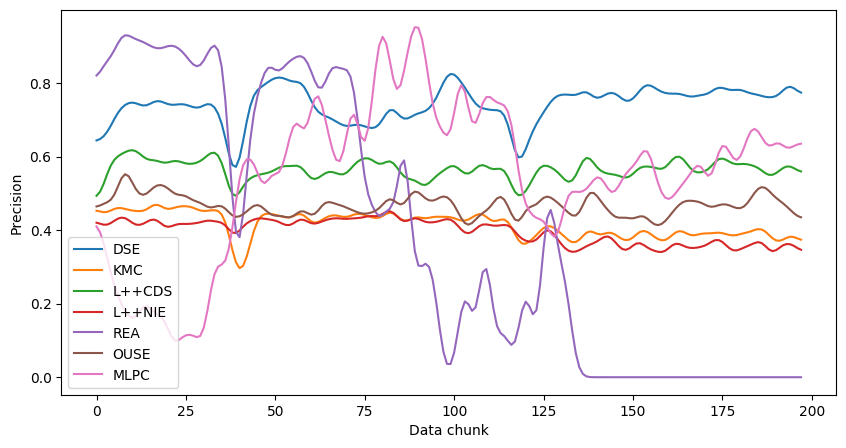 Precision
0.8
0.6
0.4
0.2
0.0
DSE
KMC
L++CDS
L++NIE
REA
OUSE
MLPC
0 25 50 75 100 125 150 175 200
Data chunk